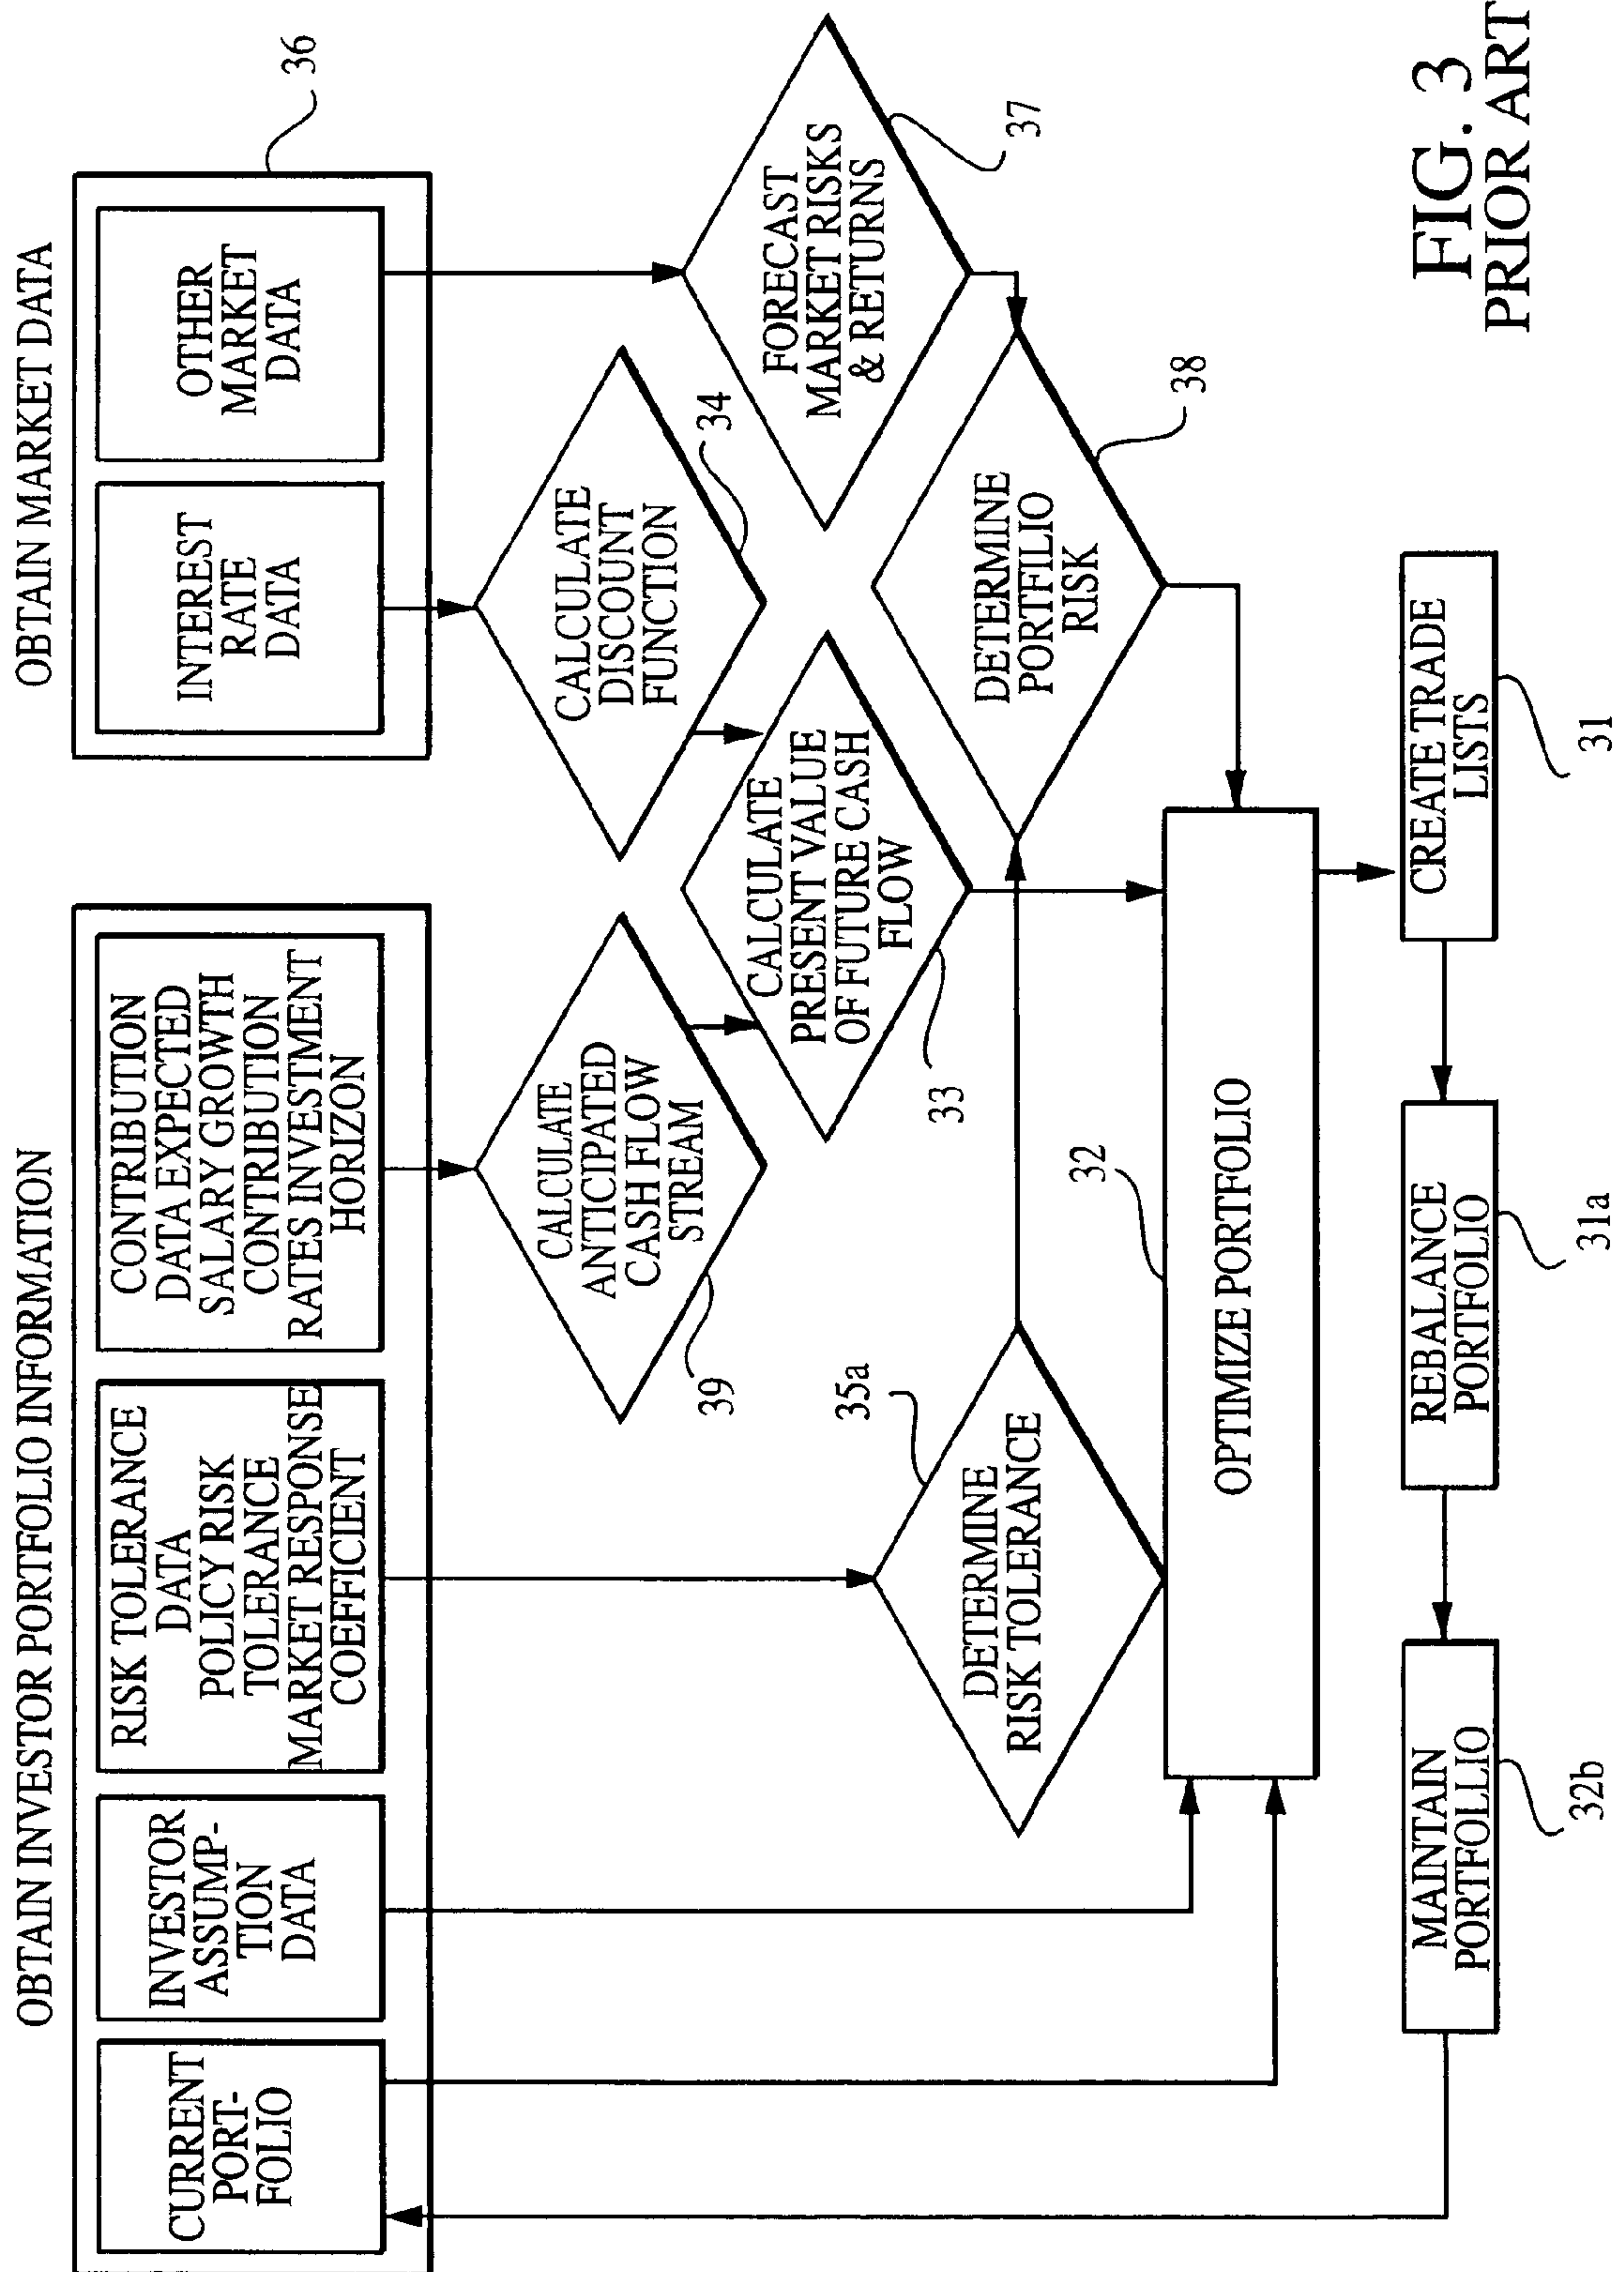 OBTAIN INVESTOR PORTFOLIO INFORMATION
OBTAIN MARKET DATA
CURRENT
PORT-
FOLIO
INVESTOR
ASSUMP-
TION
DATA
RISK TOLERANCE
DATA
POLICY RISK
TOLERANCE
MARKET RESPONSE
COEFFICIENT
CONTRIBUTION
DATA EXPECTED
SALARY GROWTH
CONTRIBUTION
RATES INVESTMENT
HORIZON
INTEREST
RATE
DATA
OTHER
MARKET
DATA
36
CALCULATE
ANTICIPATED
CASH FLOW
STREAM
39
CALCULATE
DISCOUNT
FUNCTION
34
CALCULATE
PRESENT VALUE
OF FUTURE CASH
FLOW
33
FORECAST
MARKET RISKS
& RETURNS
37
DETERMINE
RISK TOLERANCE
35a
DETERMINE
PORTFILIO
RISK
38
OPTIMIZE PORTFOLIO
32
MAINTAIN
PORTFOLLIO
32b
REBALANCE
PORTFOLIO
31a
CREATE TRADE
LISTS
31
FIG. 3
PRIOR ART